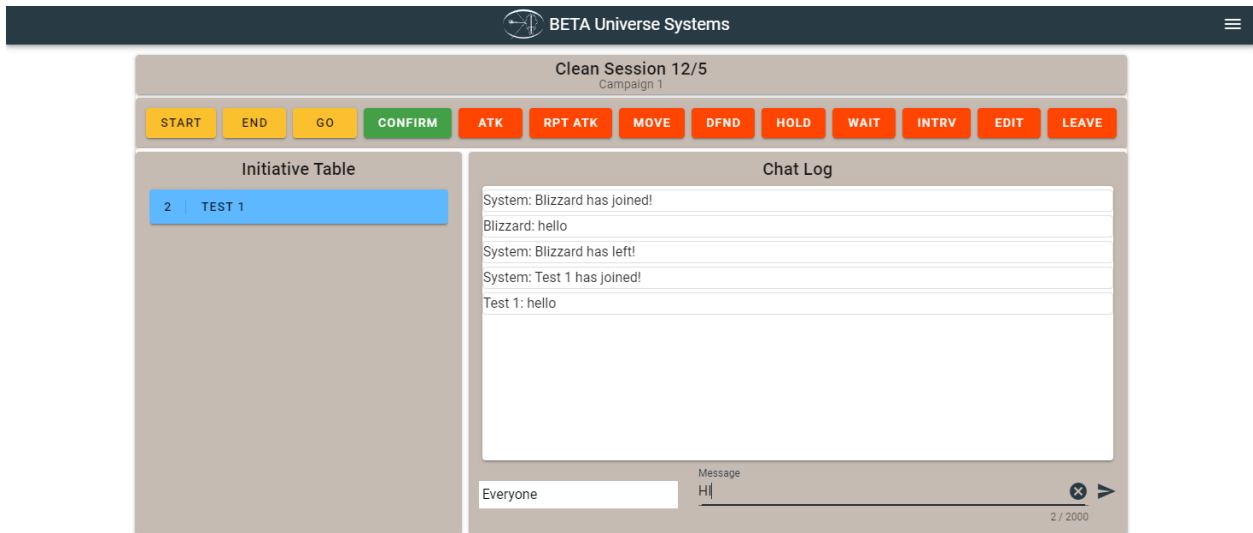 BETA Universe Systems
Clean Session 12/5
Campaign 1
START END GO CONFIRM ATK RPT ATK MOVE DFND HOLD WAIT INTRV EDIT LEAVE
Initiative Table
2 TEST 1
Chat Log
System: Blizzard has joined!
Blizzard: hello
System: Blizzard has left!
System: Test 1 has joined!
Test 1: hello
Everyone
Message
HI
2 / 2000